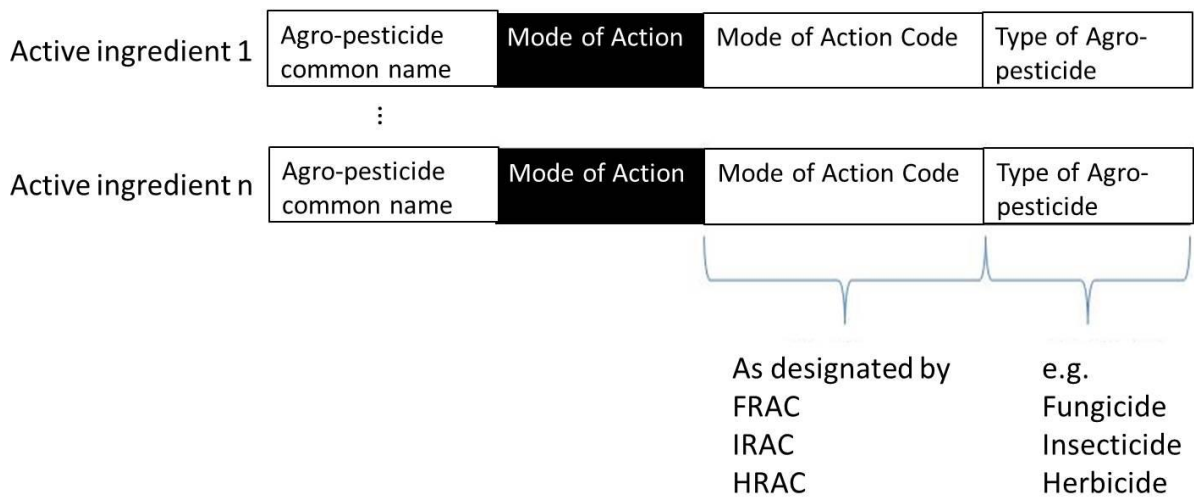 Active ingredient 1
Agro-pesticide
common name
Mode of Action
Mode of Action Code
Type of Agro-
pesticide
...
Active ingredient n
Agro-pesticide
common name
Mode of Action
Mode of Action Code
Type of Agro-
pesticide
As designated by
FRAC
IRAC
HRAC
e.g.
Fungicide
Insecticide
Herbicide